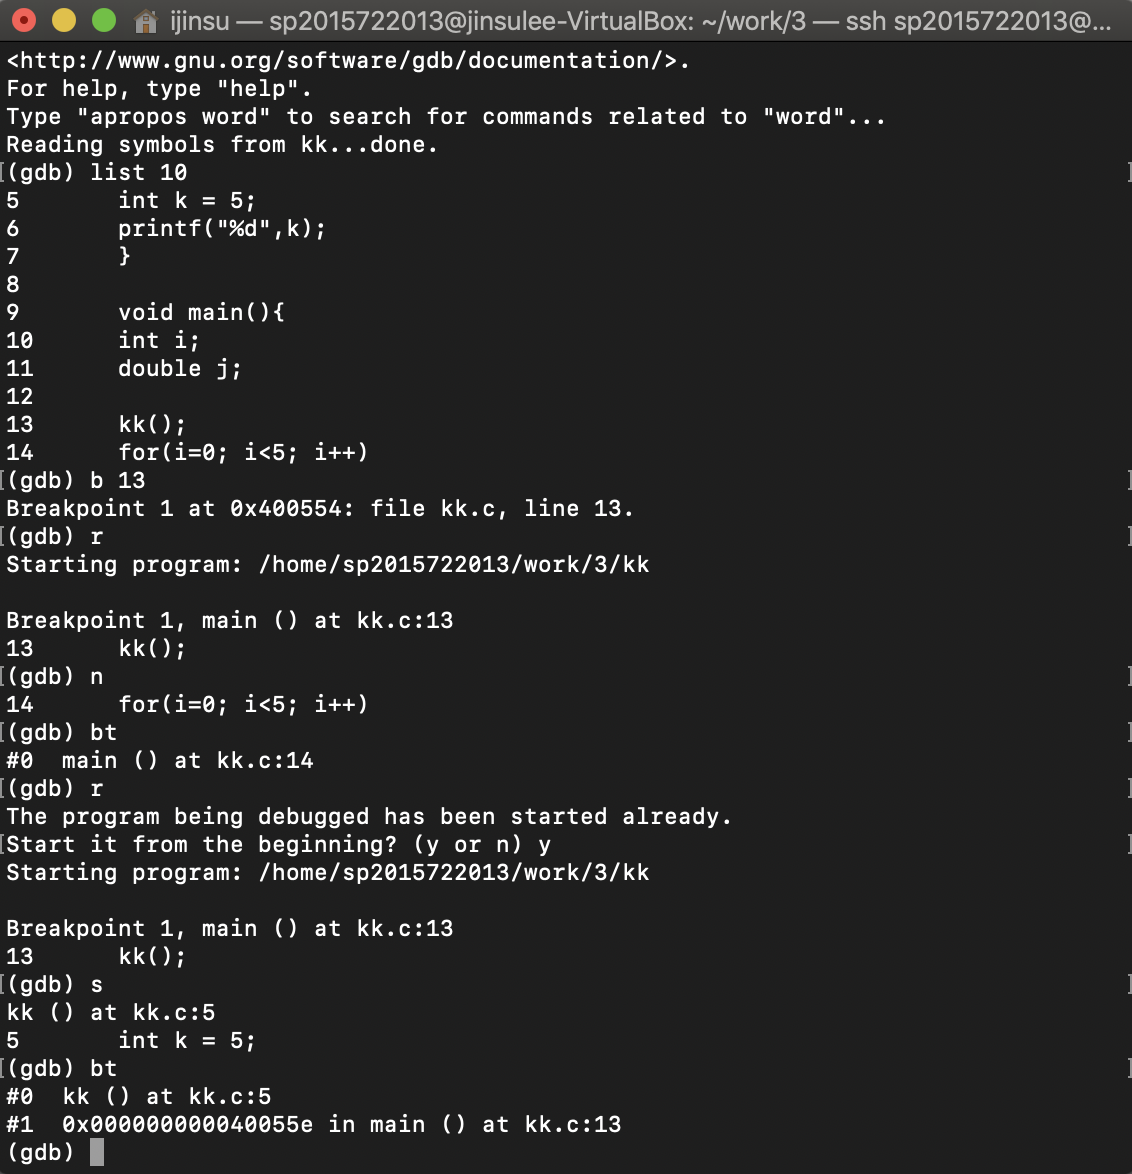 ijinsu — sp2015722013@jinsulee-VirtualBox: ~/work/3 — ssh sp2015722013@...
<http://www.gnu.org/software/gdb/documentation/>.
For help, type "help".
Type "apropos word" to search for commands related to "word"...
Reading symbols from kk...done.
[(gdb) list 10 ]
5       int k = 5;
6       printf("%d",k);
7       }
8
9       void main(){
10      int i;
11      double j;
12
13      kk();
14      for(i=0; i<5; i++)
[(gdb) b 13 ]
Breakpoint 1 at 0x400554: file kk.c, line 13.
[(gdb) r ]
Starting program: /home/sp2015722013/work/3/kk

Breakpoint 1, main () at kk.c:13
13      kk();
[(gdb) n ]
14      for(i=0; i<5; i++)
[(gdb) bt ]
#0  main () at kk.c:14
[(gdb) r ]
The program being debugged has been started already.
[Start it from the beginning? (y or n) y ]
Starting program: /home/sp2015722013/work/3/kk

Breakpoint 1, main () at kk.c:13
13      kk();
[(gdb) s ]
kk () at kk.c:5
5       int k = 5;
[(gdb) bt ]
#0  kk () at kk.c:5
#1  0x000000000040055e in main () at kk.c:13
(gdb)